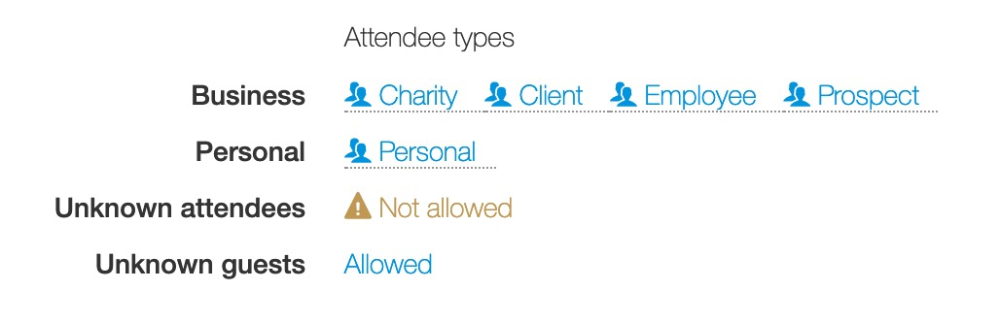 Attendee types
Business Charity Client Employee Prospect
Personal Personal
Unknown attendees Not allowed
Unknown guests Allowed